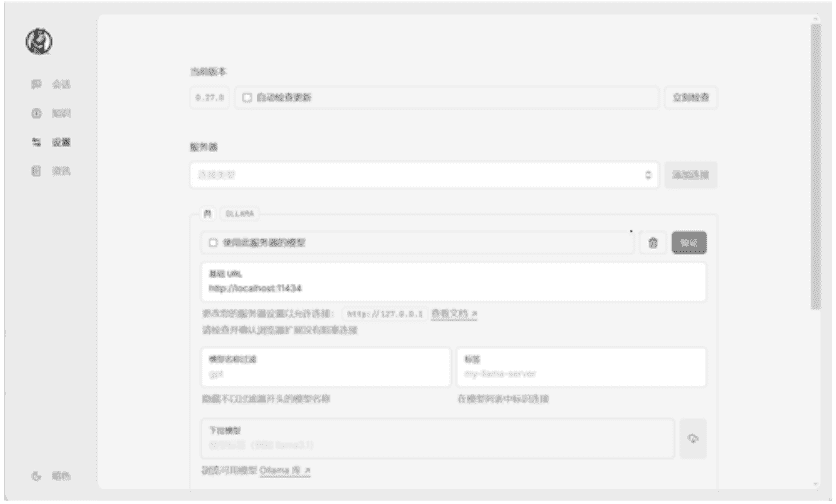 会话
知识
设置
资讯
暗色
当前版本
0.27.0 自动检查更新 立刻检查
服务器
连接类型 添加连接
OLLAMA
使用此服务器的模型 验证
基础 URL
http://localhost:11434
更改您的服务器设置以允许连接: http://127.0.0.1 查看文档 ↗
请检查并确认浏览器扩展没有阻塞连接
模型名称过滤 标签
gpt my-llama-server
隐藏不以过滤器开头的模型名称 在模型列表中标识连接
下拉模型
浏览可用模型 Ollama 库 ↗